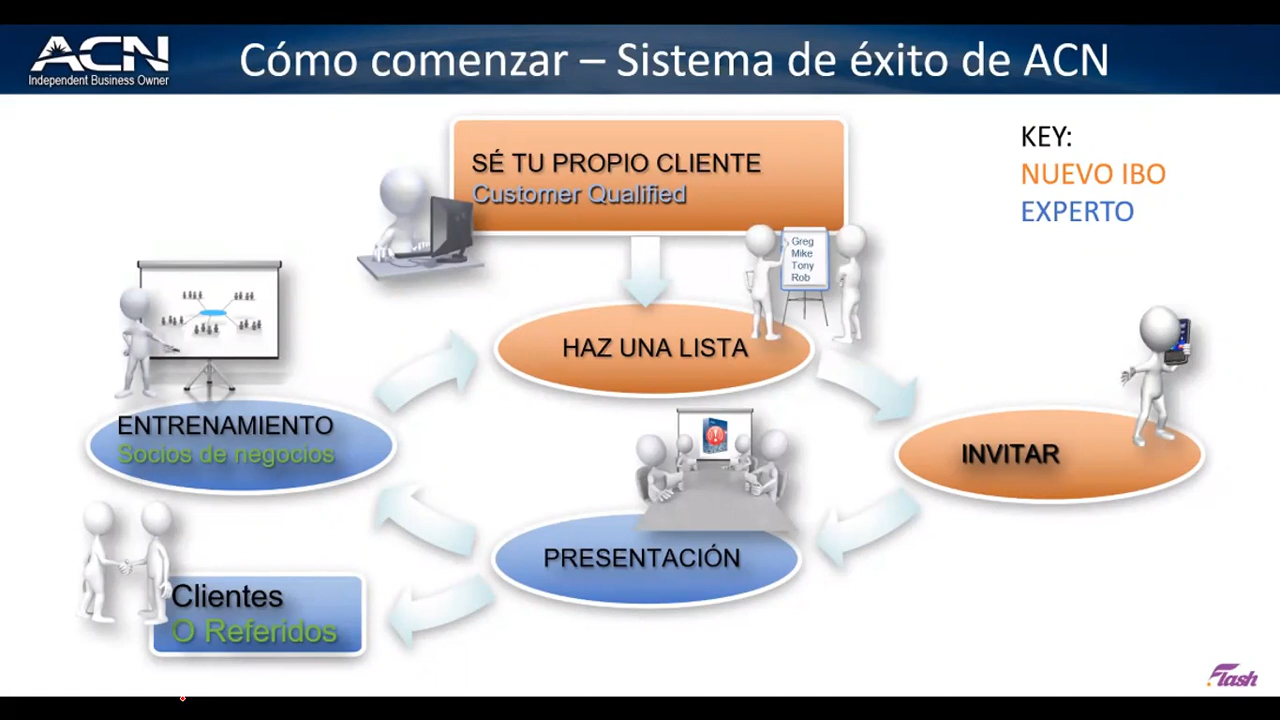 ACN
Independent Business Owner
Cómo comenzar – Sistema de éxito de ACN
KEY:
NUEVO IBO
EXPERTO
SÉ TU PROPIO CLIENTE
Customer Qualified
Greg
Mike
Tony
Rob
HAZ UNA LISTA
INVITAR
PRESENTACIÓN
ENTRENAMIENTO
Socios de negocios
Clientes
O Referidos
Flash